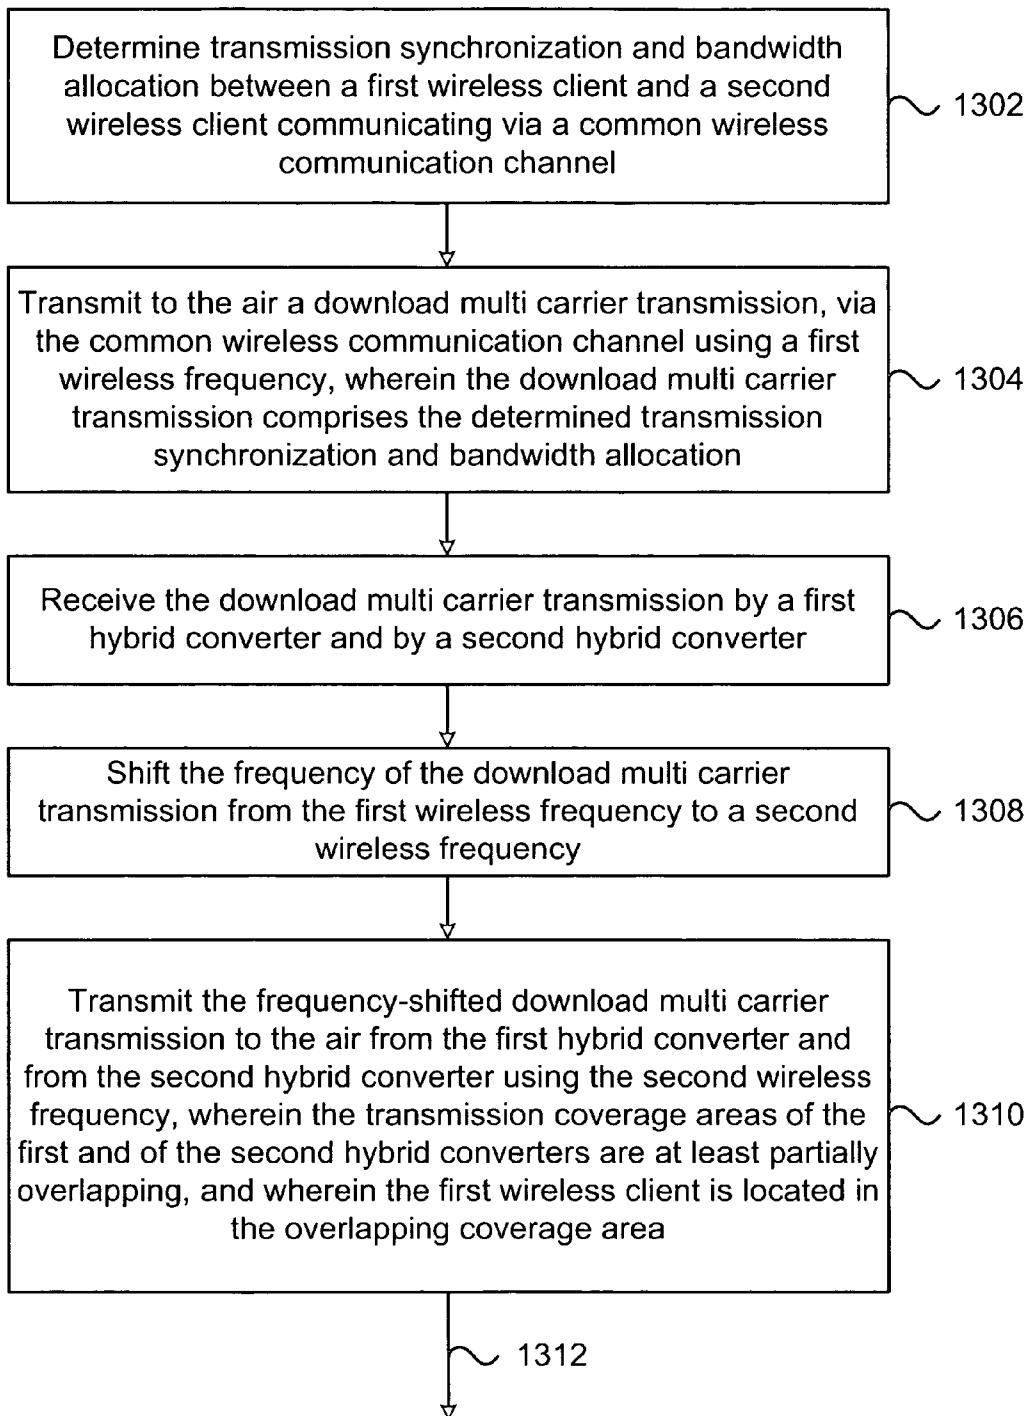 Determine transmission synchronization and bandwidth
allocation between a first wireless client and a second
wireless client communicating via a common wireless
communication channel
1302
Transmit to the air a download multi carrier transmission, via
the common wireless communication channel using a first
wireless frequency, wherein the download multi carrier
transmission comprises the determined transmission
synchronization and bandwidth allocation
1304
Receive the download multi carrier transmission by a first
hybrid converter and by a second hybrid converter
1306
Shift the frequency of the download multi carrier
transmission from the first wireless frequency to a second
wireless frequency
1308
Transmit the frequency-shifted download multi carrier
transmission to the air from the first hybrid converter and
from the second hybrid converter using the second wireless
frequency, wherein the transmission coverage areas of the
first and of the second hybrid converters are at least partially
overlapping, and wherein the first wireless client is located in
the overlapping coverage area
1310
1312